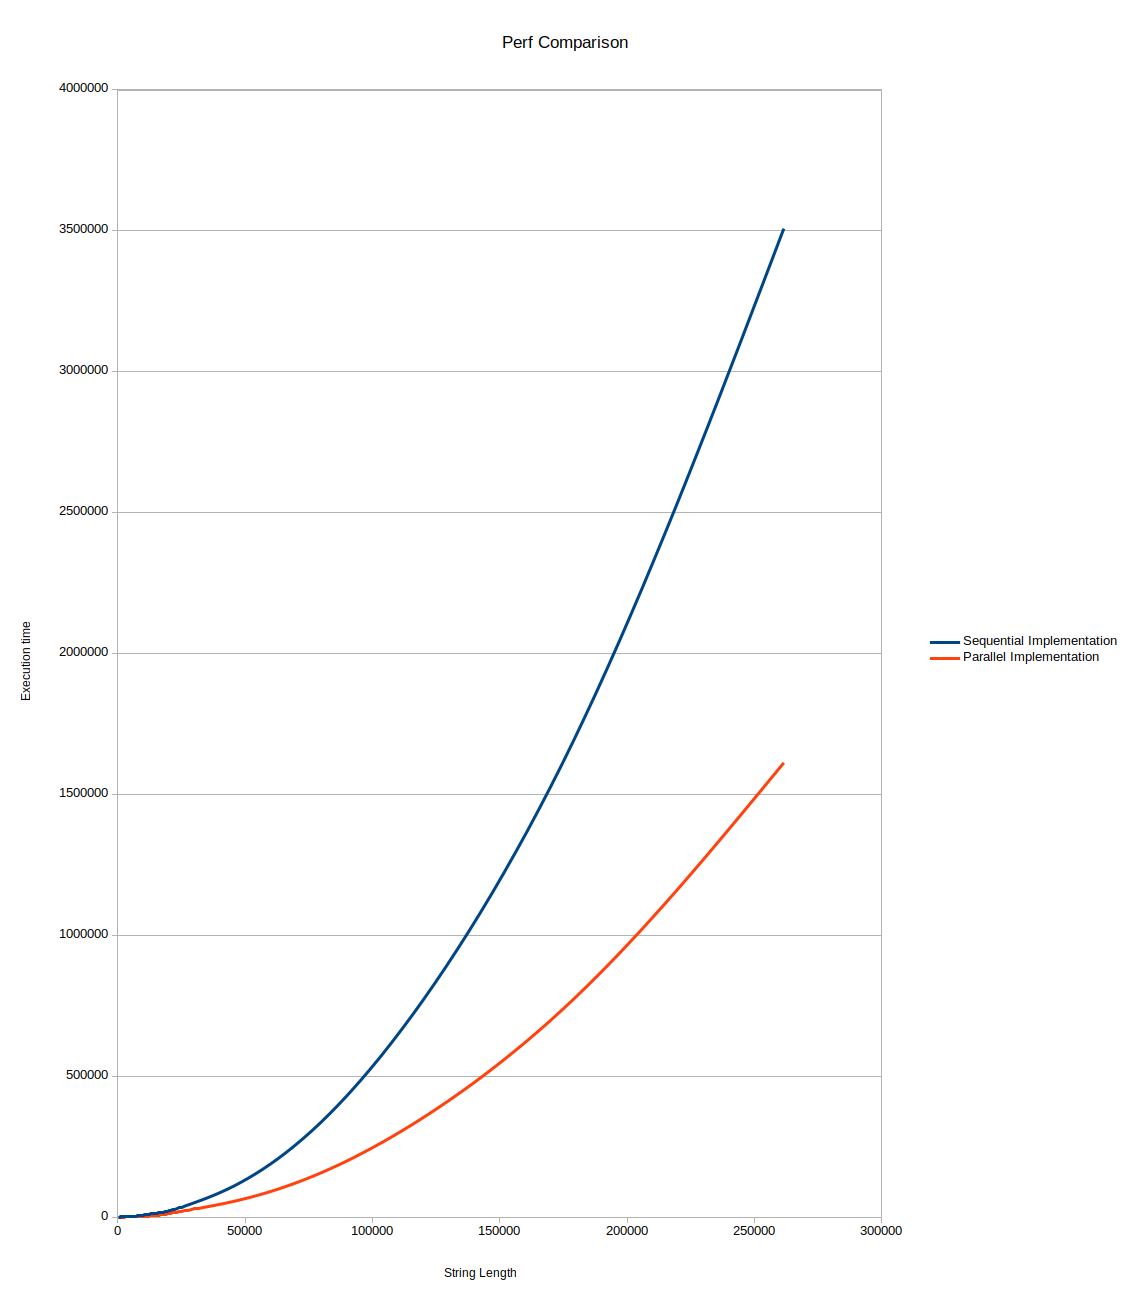 Perf Comparison
4000000
3500000
3000000
2500000
2000000
1500000
1000000
500000
0
0 50000 100000 150000 200000 250000 300000
Execution time
String Length
Sequential Implementation
Parallel Implementation